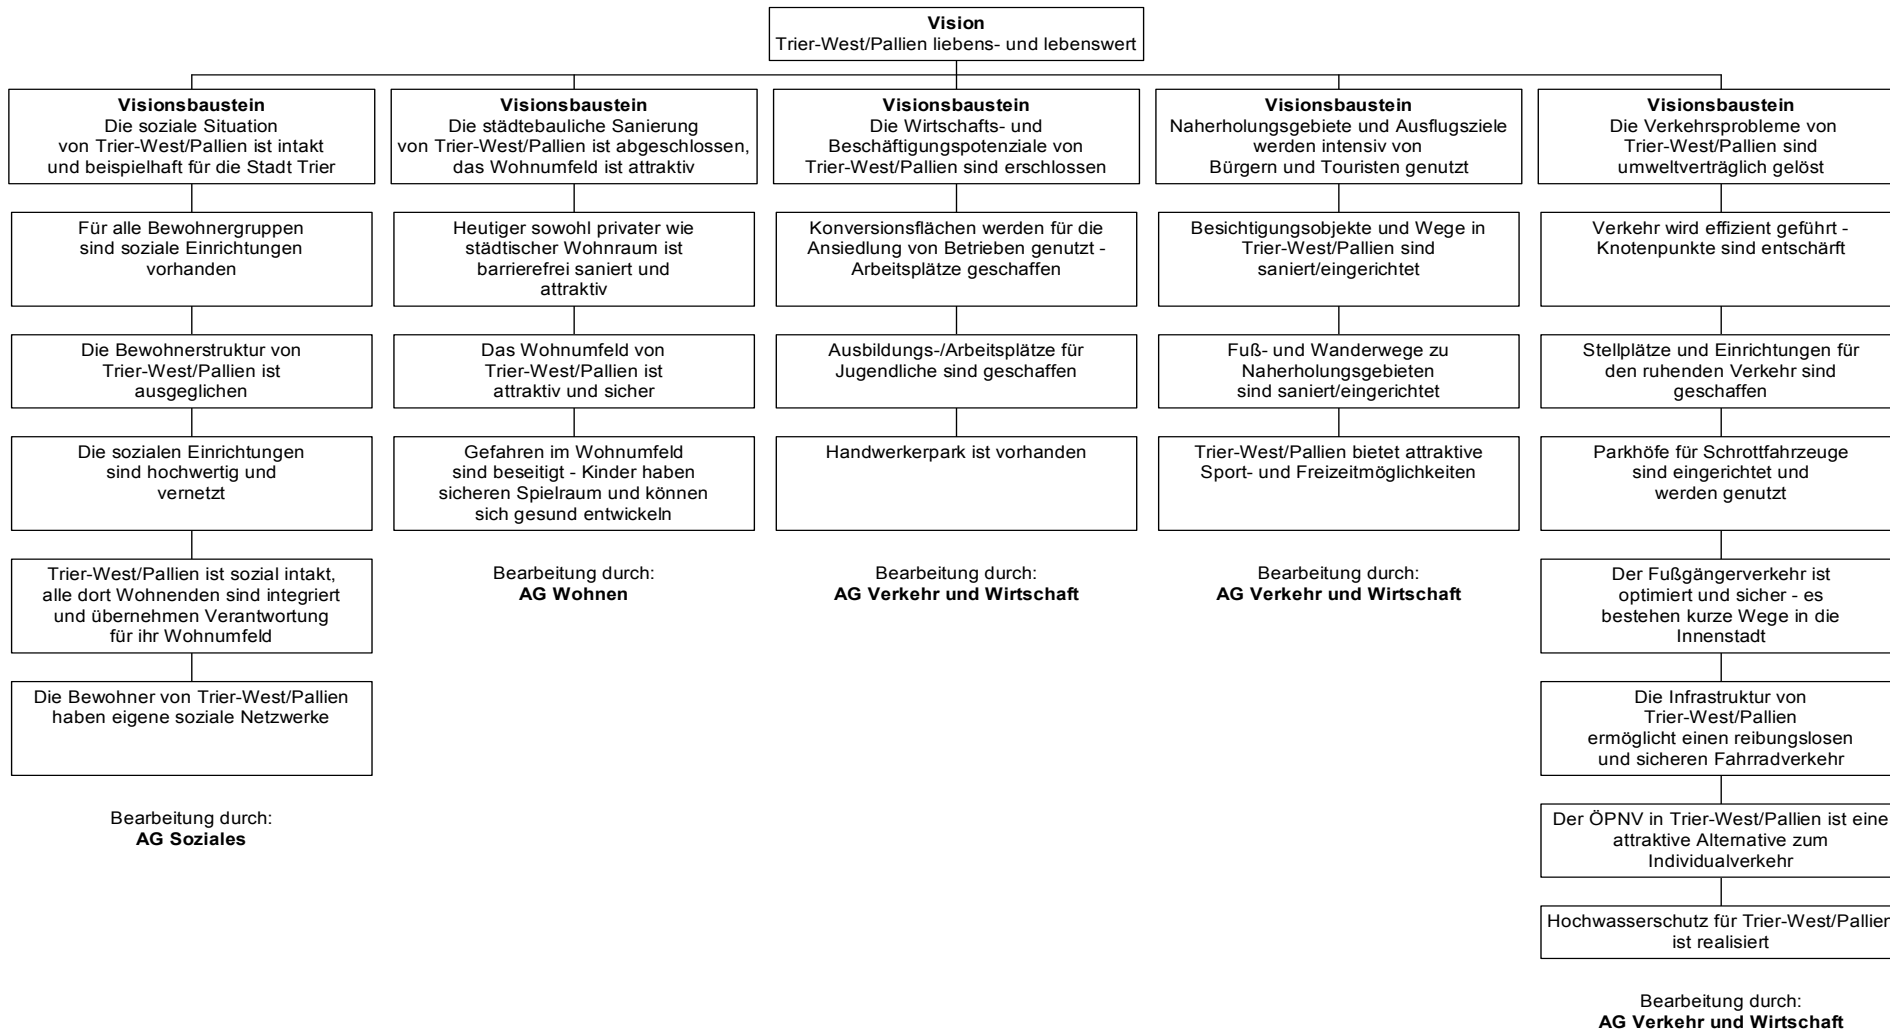 Vision
Trier-West/Pallien liebens- und lebenswert
Visionsbaustein
Die soziale Situation
von Trier-West/Pallien ist intakt
und beispielhaft für die Stadt Trier
Für alle Bewohnergruppen
sind soziale Einrichtungen
vorhanden
Die Bewohnerstruktur von
Trier-West/Pallien ist
ausgeglichen
Die sozialen Einrichtungen
sind hochwertig und
vernetzt
Trier-West/Pallien ist sozial intakt,
alle dort Wohnenden sind integriert
und übernehmen Verantwortung
für ihr Wohnumfeld
Die Bewohner von Trier-West/Pallien
haben eigene soziale Netzwerke
Bearbeitung durch:
AG Soziales
Visionsbaustein
Die städtebauliche Sanierung
von Trier-West/Pallien ist abgeschlossen,
das Wohnumfeld ist attraktiv
Heutiger sowohl privater wie
städtischer Wohnraum ist
barrierefrei saniert und
attraktiv
Das Wohnumfeld von
Trier-West/Pallien ist
attraktiv und sicher
Gefahren im Wohnumfeld
sind beseitigt - Kinder haben
sicheren Spielraum und können
sich gesund entwickeln
Bearbeitung durch:
AG Wohnen
Visionsbaustein
Die Wirtschafts- und
Beschäftigungspotenziale von
Trier-West/Pallien sind erschlossen
Konversionsflächen werden für die
Ansiedlung von Betrieben genutzt -
Arbeitsplätze geschaffen
Ausbildungs-/Arbeitsplätze für
Jugendliche sind geschaffen
Handwerkerpark ist vorhanden
Bearbeitung durch:
AG Verkehr und Wirtschaft
Visionsbaustein
Naherholungsgebiete und Ausflugsziele
werden intensiv von
Bürgern und Touristen genutzt
Besichtigungsobjekte und Wege in
Trier-West/Pallien sind
saniert/eingerichtet
Fuß- und Wanderwege zu
Naherholungsgebieten
sind saniert/eingerichtet
Trier-West/Pallien bietet attraktive
Sport- und Freizeitmöglichkeiten
Bearbeitung durch:
AG Verkehr und Wirtschaft
Visionsbaustein
Die Verkehrsprobleme von
Trier-West/Pallien sind
umweltverträglich gelöst
Verkehr wird effizient geführt -
Knotenpunkte sind entschärft
Stellplätze und Einrichtungen für
den ruhenden Verkehr sind
geschaffen
Parkhöfe für Schrottfahrzeuge
sind eingerichtet und
werden genutzt
Der Fußgängerverkehr ist
optimiert und sicher - es
bestehen kurze Wege in die
Innenstadt
Die Infrastruktur von
Trier-West/Pallien
ermöglicht einen reibungslosen
und sicheren Fahrradverkehr
Der ÖPNV in Trier-West/Pallien ist eine
attraktive Alternative zum
Individualverkehr
Hochwasserschutz für Trier-West/Pallien
ist realisiert
Bearbeitung durch:
AG Verkehr und Wirtschaft